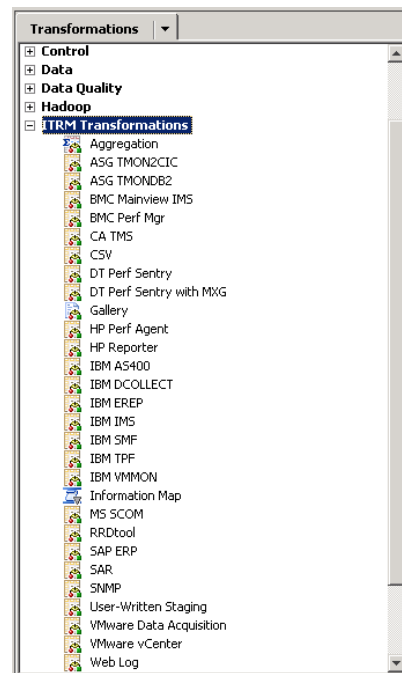 Transformations
Control
Data
Data Quality
Hadoop
ITRM Transformations
Aggregation
ASG TMON2CIC
ASG TMONDB2
BMC Mainview IMS
BMC Perf Mgr
CA TMS
CSV
DT Perf Sentry
DT Perf Sentry with MXG
Gallery
HP Perf Agent
HP Reporter
IBM AS400
IBM DCOLLECT
IBM EREP
IBM IMS
IBM SMF
IBM TPF
IBM VMMON
Information Map
MS SCOM
RRDtool
SAP ERP
SAR
SNMP
User-Written Staging
VMware Data Acquisition
VMware vCenter
Web Log